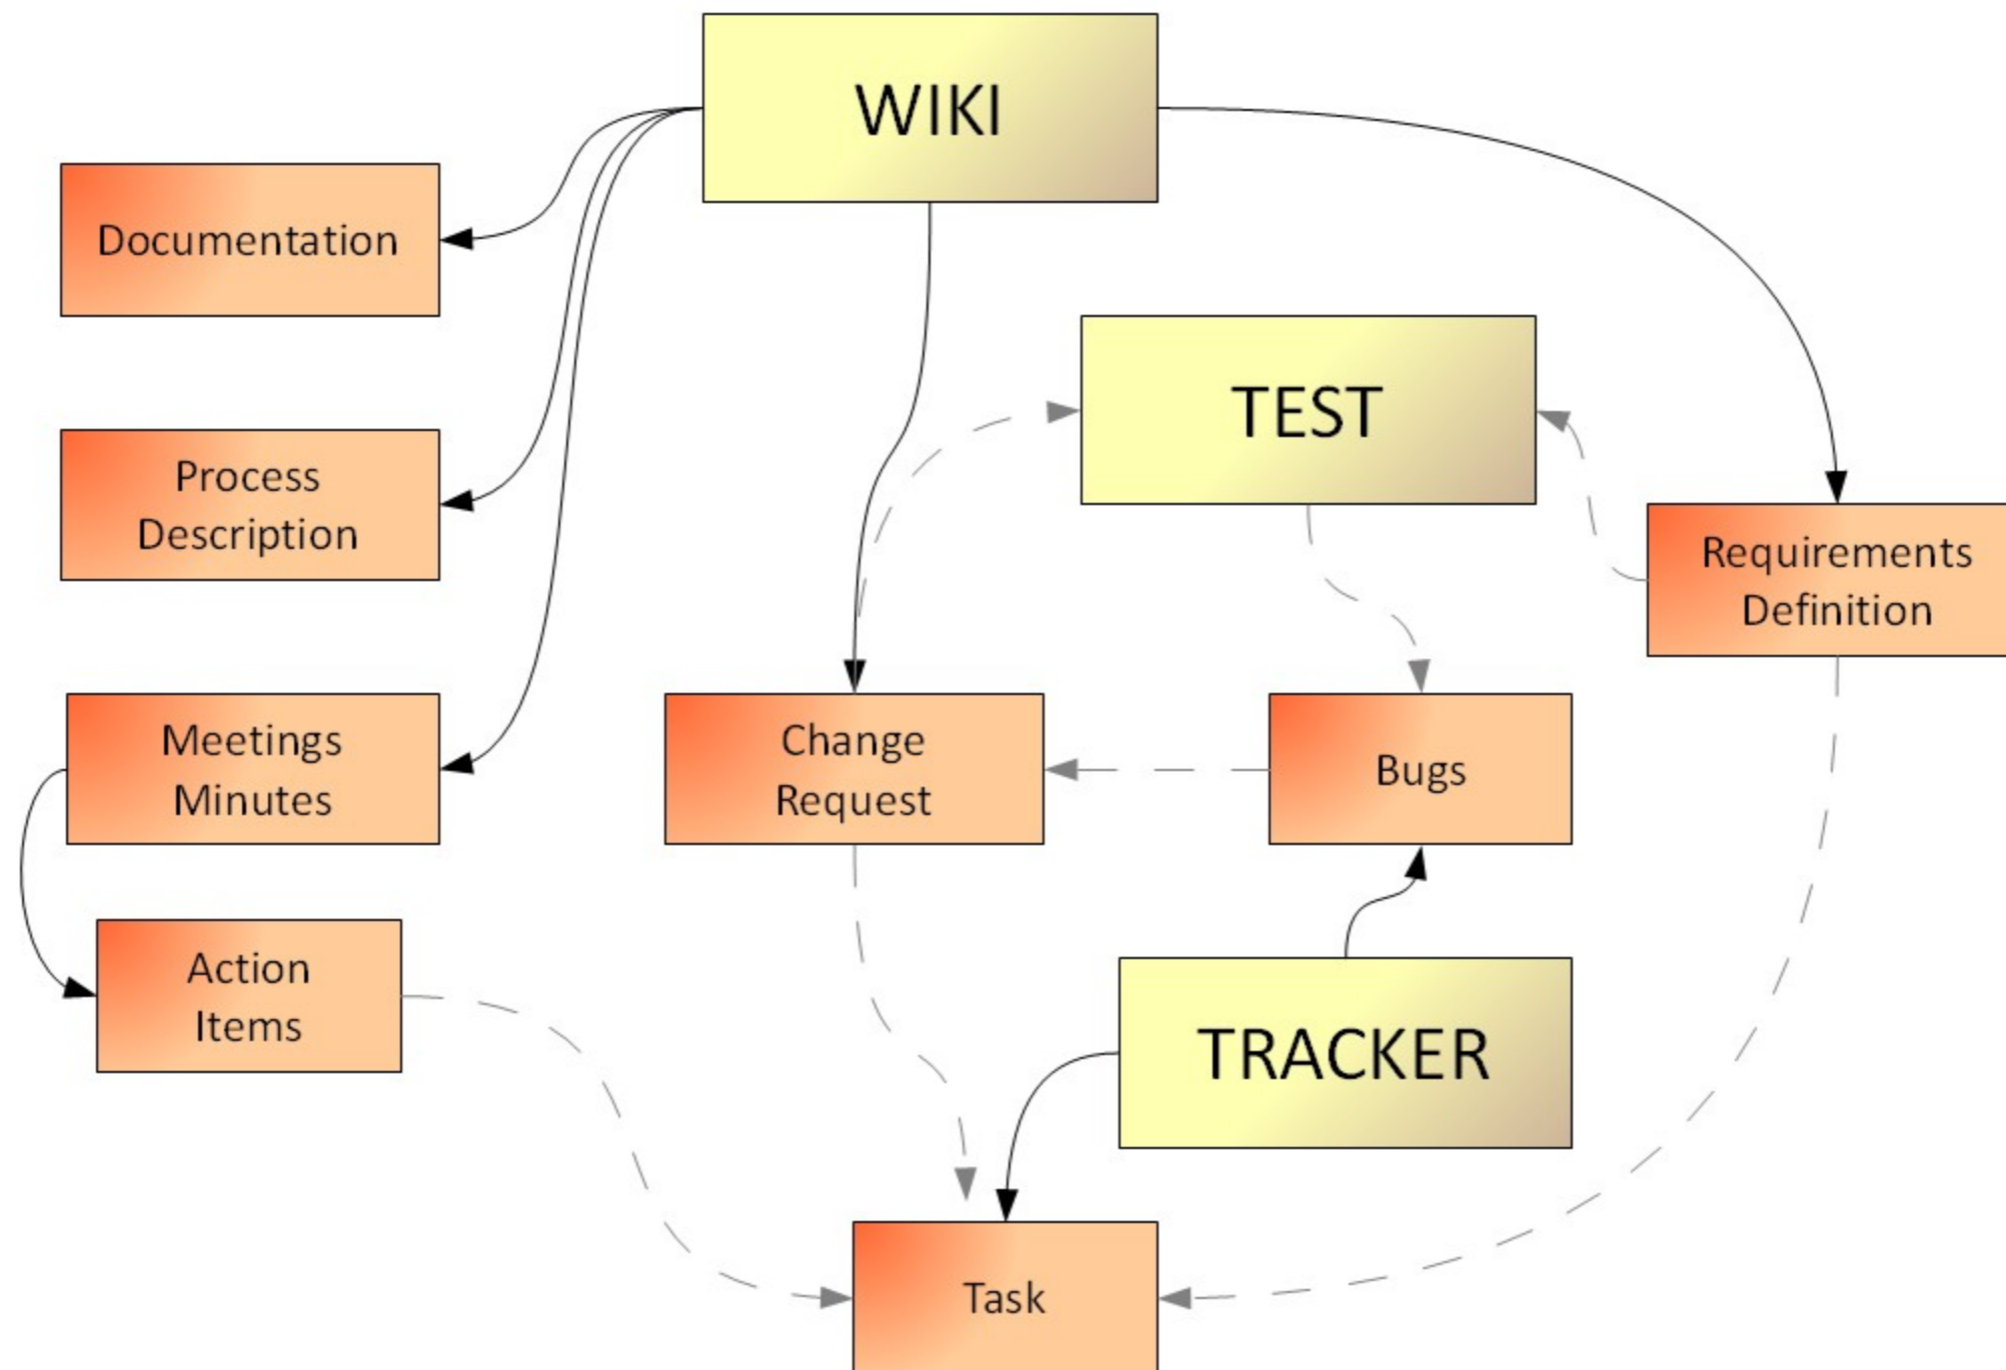 WIKI
Documentation
TEST
Process
Description
Requirements
Definition
Meetings
Minutes
Change
Request
Bugs
Action
Items
TRACKER
Task